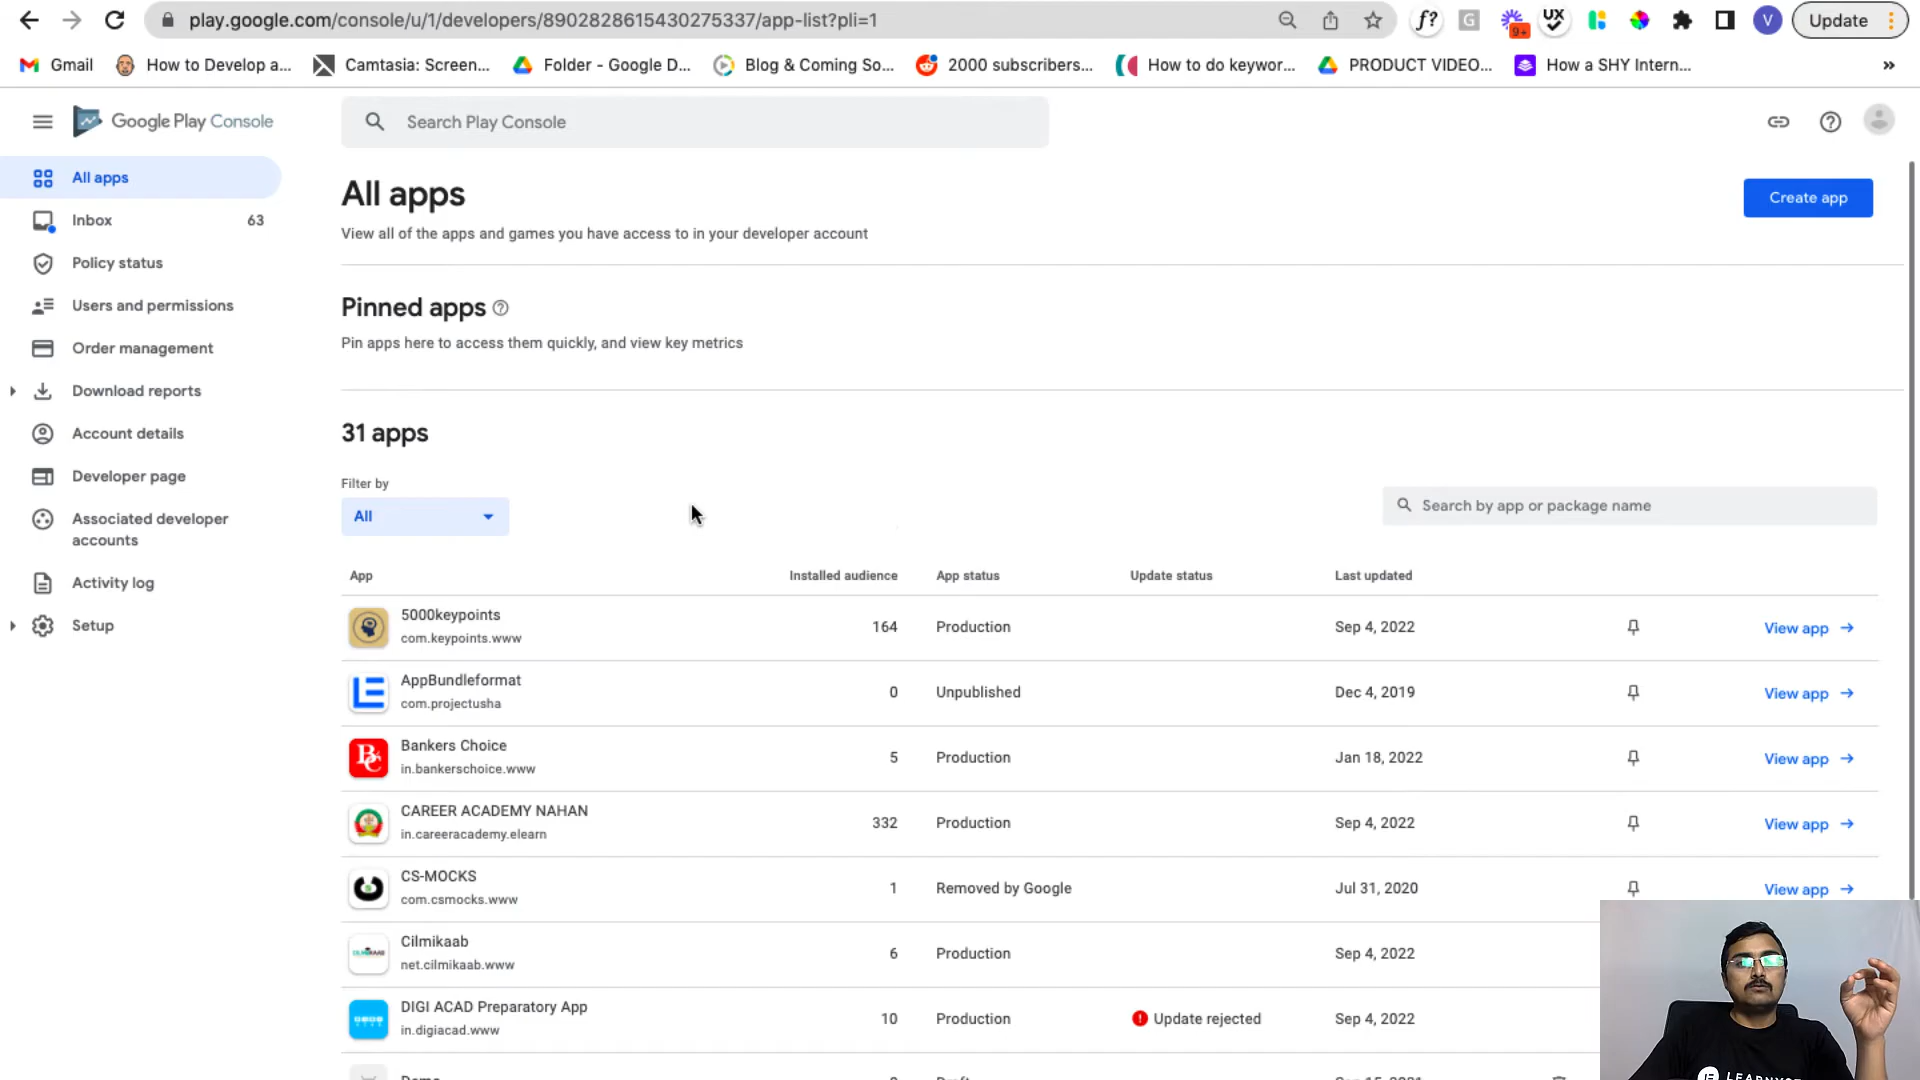 play.google.com/console/u/1/developers/8902828615430275337/app-list?pli=1
f?
G
9+
UX
V
Update
Gmail
How to Develop a...
Camtasia: Screen...
Folder - Google D...
Blog & Coming So...
2000 subscribers...
How to do keywor...
PRODUCT VIDEO...
How a SHY Intern...
»
Google Play Console
Search Play Console
All apps
Inbox 63
Policy status
Users and permissions
Order management
Download reports
Account details
Developer page
Associated developer
accounts
Activity log
Setup
All apps
Create app
View all of the apps and games you have access to in your developer account
Pinned apps
Pin apps here to access them quickly, and view key metrics
31 apps
Filter by
All
Search by app or package name
App Installed audience App status Update status Last updated
5000keypoints
com.keypoints.www
164 Production Sep 4, 2022 View app
AppBundleformat
com.projectusha
0 Unpublished Dec 4, 2019 View app
Bankers Choice
in.bankerschoice.www
5 Production Jan 18, 2022 View app
CAREER ACADEMY NAHAN
in.careeracademy.elearn
332 Production Sep 4, 2022 View app
CS-MOCKS
com.csmocks.www
1 Removed by Google Jul 31, 2020 View app
Cilmikaab
net.cilmikaab.www
6 Production Sep 4, 2022
DIGI ACAD Preparatory App
in.digiacad.www
10 Production Update rejected Sep 4, 2022